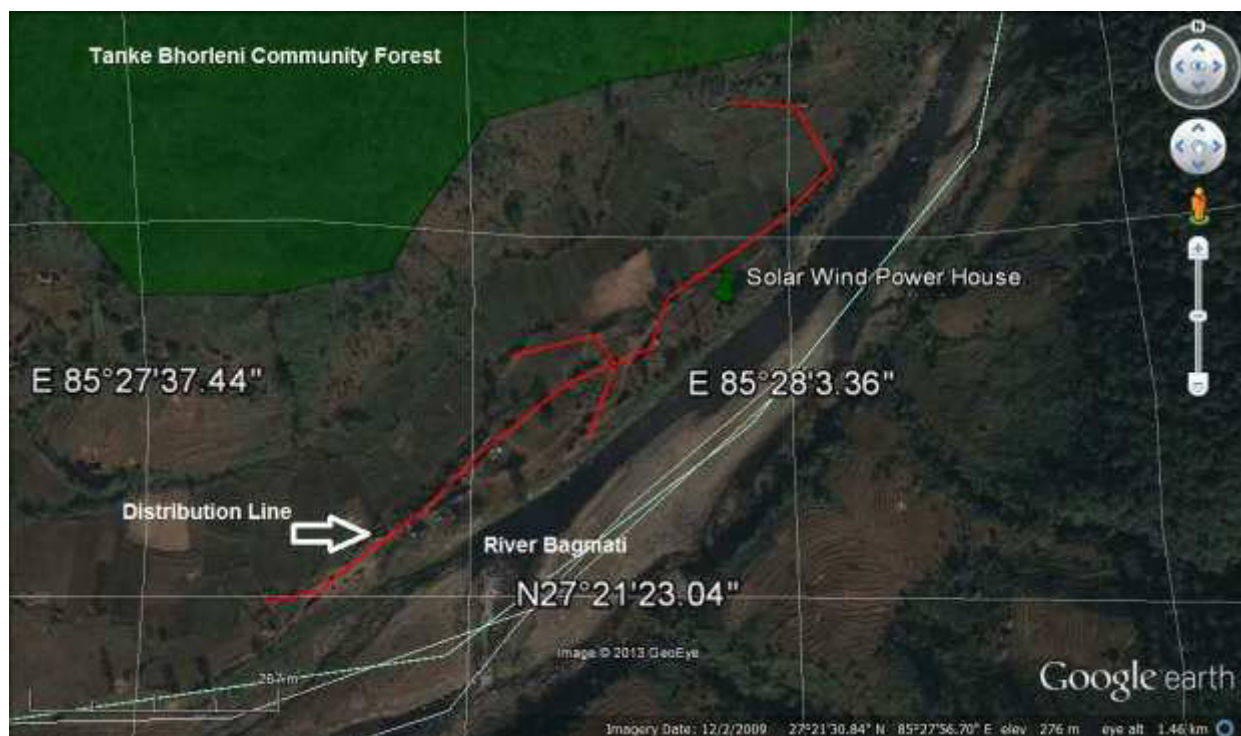 Tanke Bhorleni Community Forest
N
Solar Wind Power House
E 85°27'37.44"
E 85°28'3.36"
Distribution Line
River Bagmati
N27°21'23.04"
Image © 2013 GeoEye
267 m
Google earth
Imagery Date: 12/2/2009 27°21'30.84" N 85°27'56.70" E elev 276 m eye alt 1.46 km